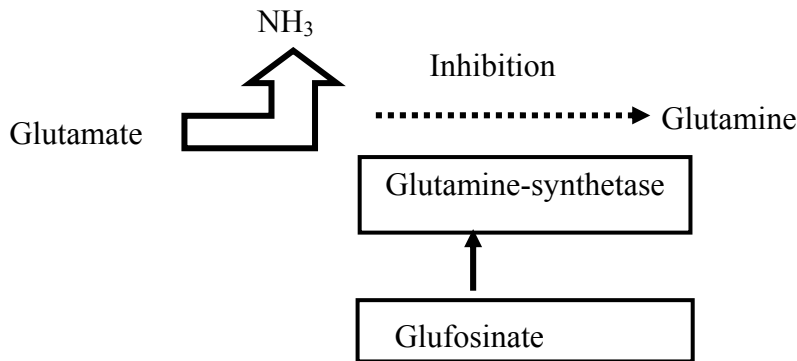 NH₃
Inhibition
Glutamate
Glutamine
Glutamine-synthetase
Glufosinate